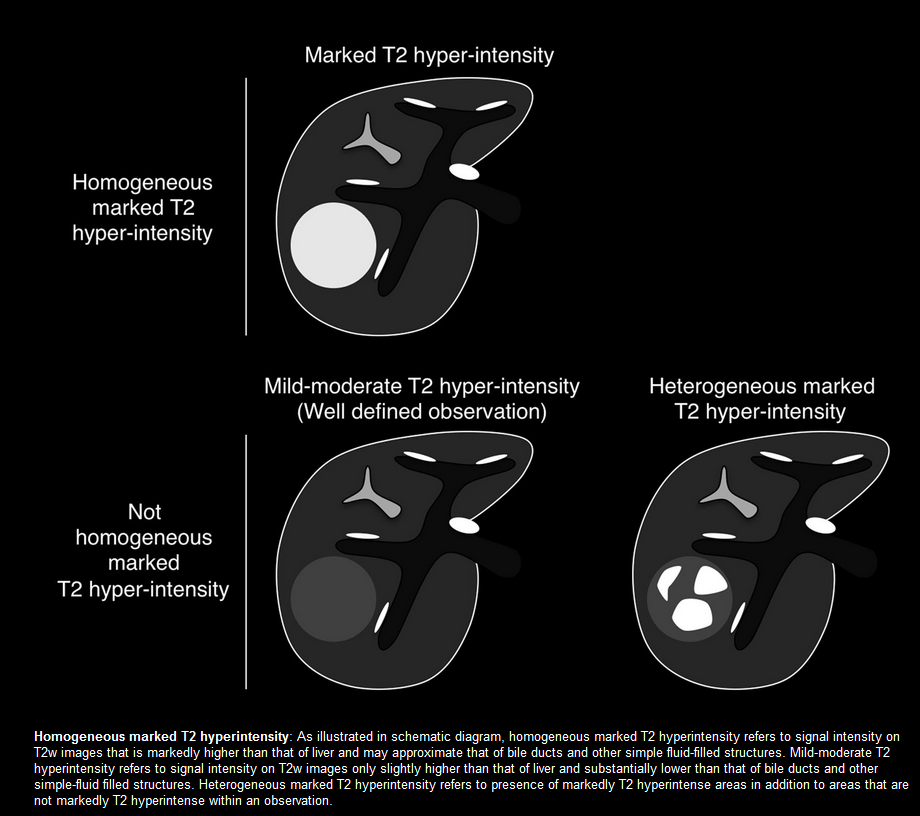 Marked T2 hyper-intensity
Homogeneous
marked T2
hyper-intensity
Mild-moderate T2 hyper-intensity
(Well defined observation)
Heterogeneous marked
T2 hyper-intensity
Not
homogeneous
marked
T2 hyper-intensity
Homogeneous marked T2 hyperintensity: As illustrated in schematic diagram, homogeneous marked T2 hyperintensity refers to signal intensity on
T2w images that is markedly higher than that of liver and may approximate that of bile ducts and other simple fluid-filled structures. Mild-moderate T2
hyperintensity refers to signal intensity on T2w images only slightly higher than that of liver and substantially lower than that of bile ducts and other
simple-fluid filled structures. Heterogeneous marked T2 hyperintensity refers to presence of markedly T2 hyperintense areas in addition to areas that are
not markedly T2 hyperintense within an observation.